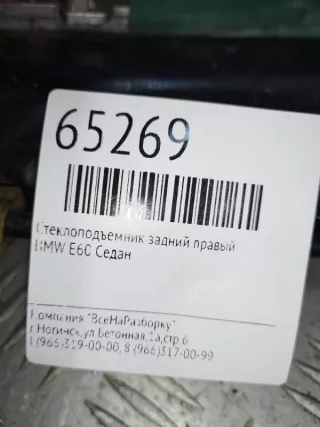 65269
Стеклоподъемник задний правый
BMW E60 Седан
Компания "ВсеНаРазборку"
г.Ногинск,ул.Бетонная,1а,стр.6
8 (966)319-00-00, 8 (966)317-00-99